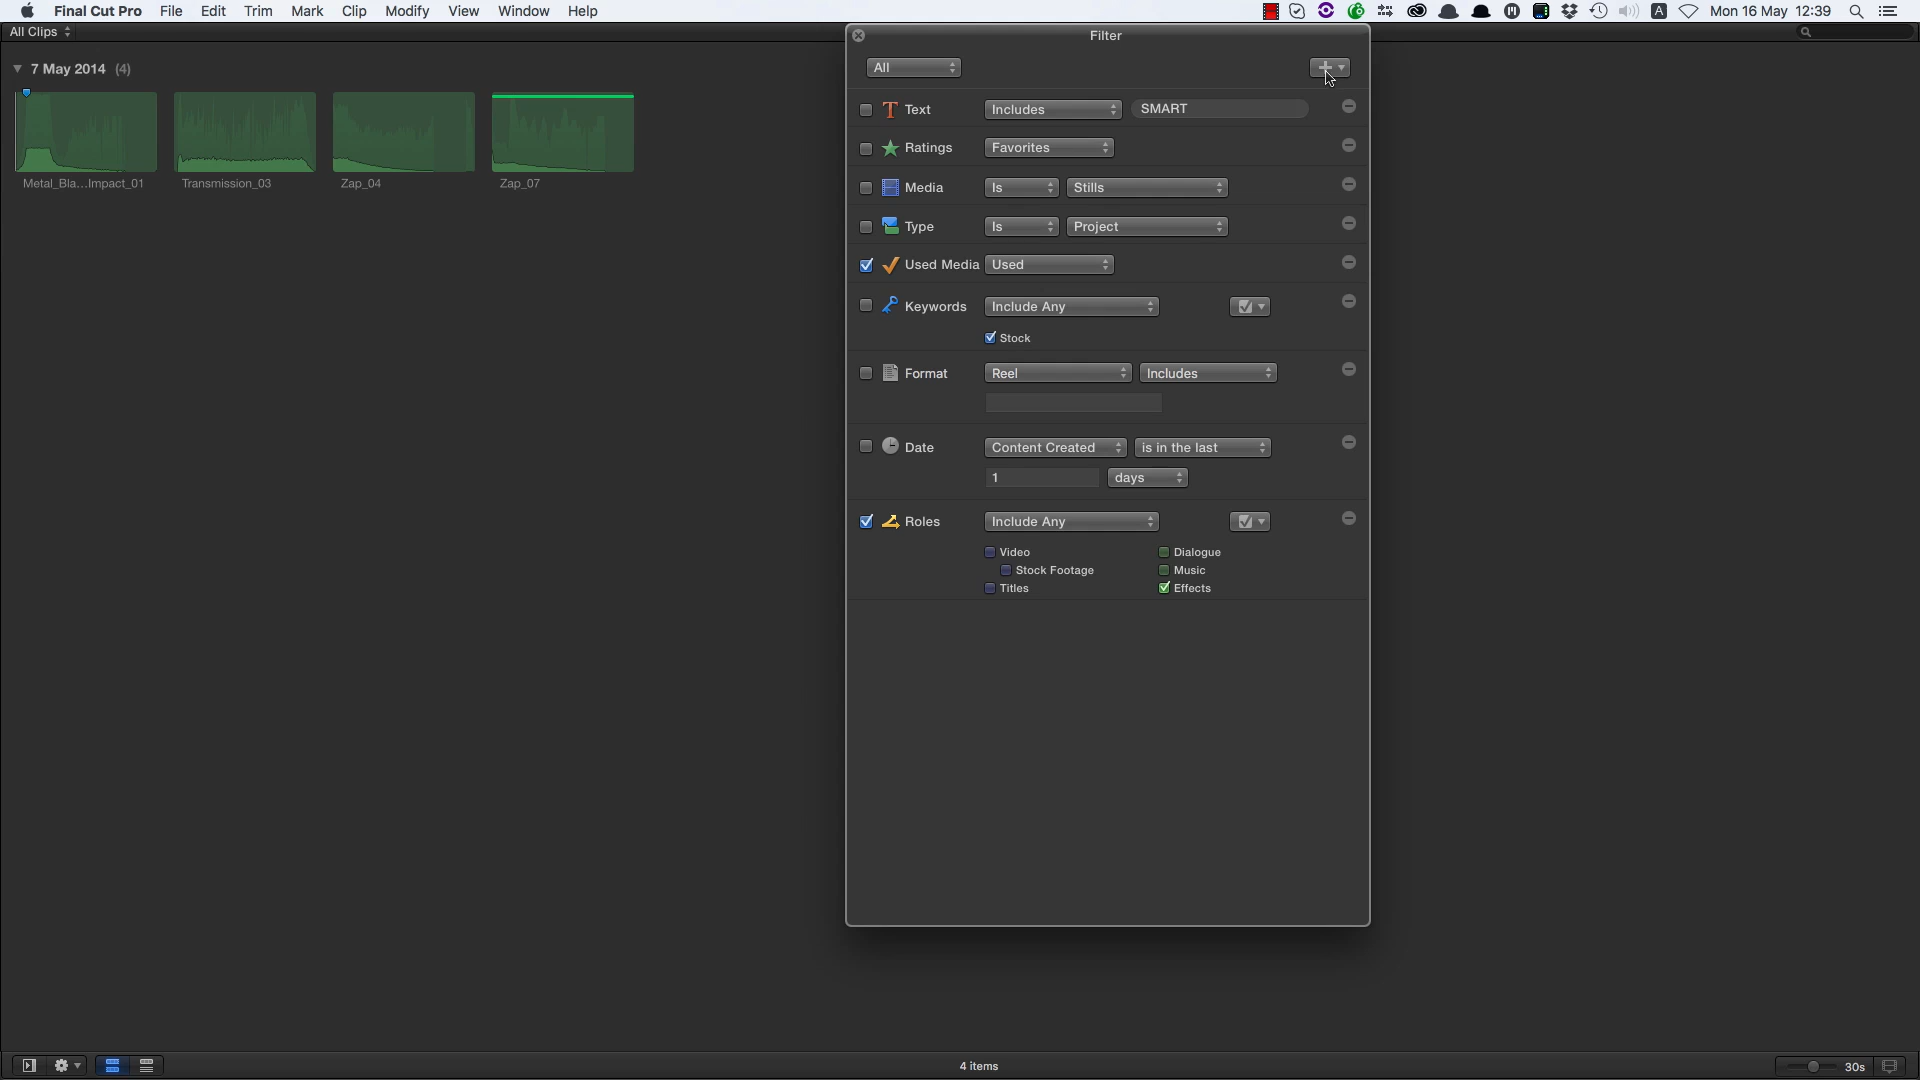 Final Cut Pro File Edit Trim Mark Clip Modify View Window Help A Mon 16 May 12:39
All Clips
Filter
7 May 2014 (4)
All
Metal_Bla...Impact_01 Transmission_03 Zap_04 Zap_07
Text Includes SMART
Ratings Favorites
Media Is Stills
Type Is Project
Used Media Used
Keywords Include Any
Stock
Format Reel Includes
Date Content Created is in the last
1 days
Roles Include Any
Video Dialogue
Stock Footage Music
Titles Effects
4 items 30s